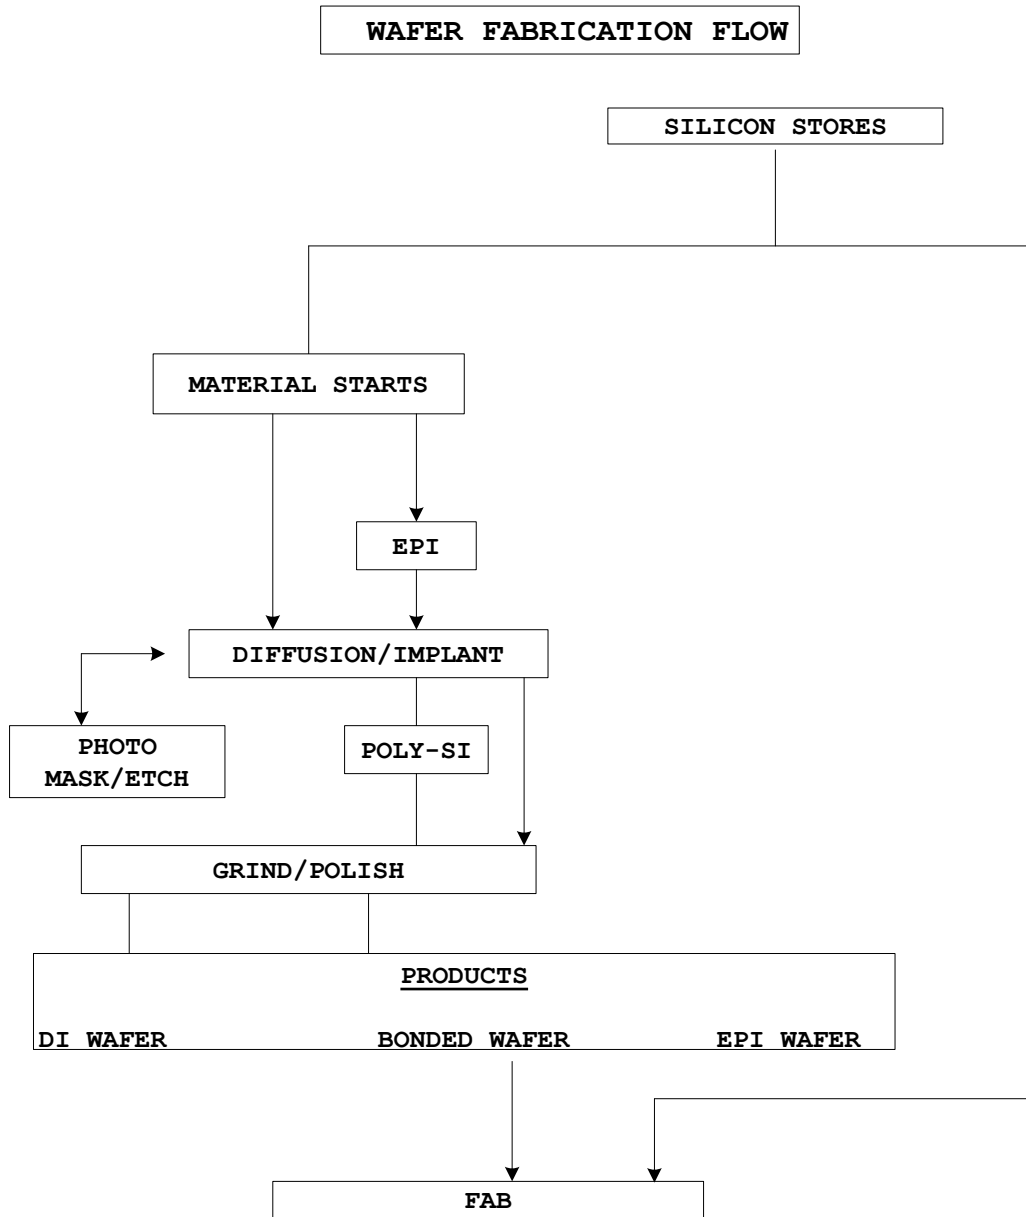 WAFER FABRICATION FLOW
SILICON STORES
MATERIAL STARTS
EPI
DIFFUSION/IMPLANT
PHOTO
MASK/ETCH
POLY-SI
GRIND/POLISH
PRODUCTS
DI WAFER BONDED WAFER EPI WAFER
FAB